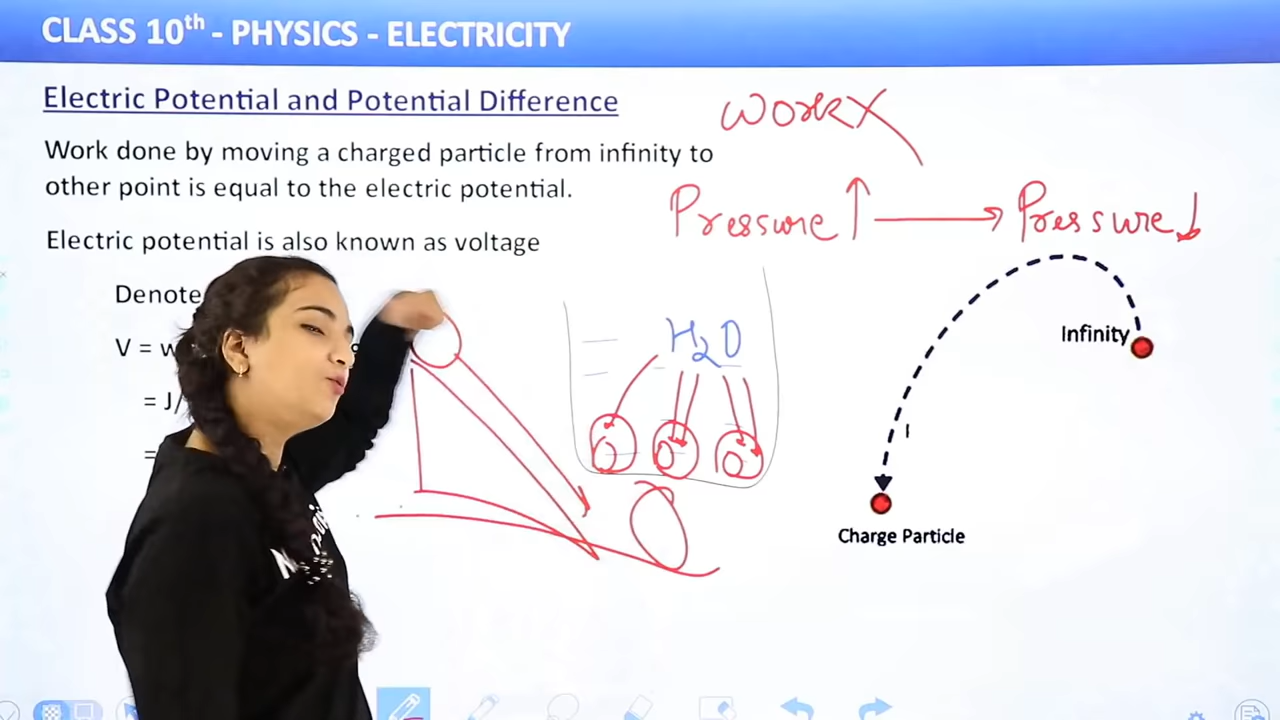 CLASS 10th - PHYSICS - ELECTRICITY
Electric Potential and Potential Difference
Work done by moving a charged particle from infinity to
other point is equal to the electric potential.
Electric potential is also known as voltage
Denote
V = w
= J/
=
work X
Pressure ↑ → Pressure ↓
H2O
O O O
Infinity
Charge Particle